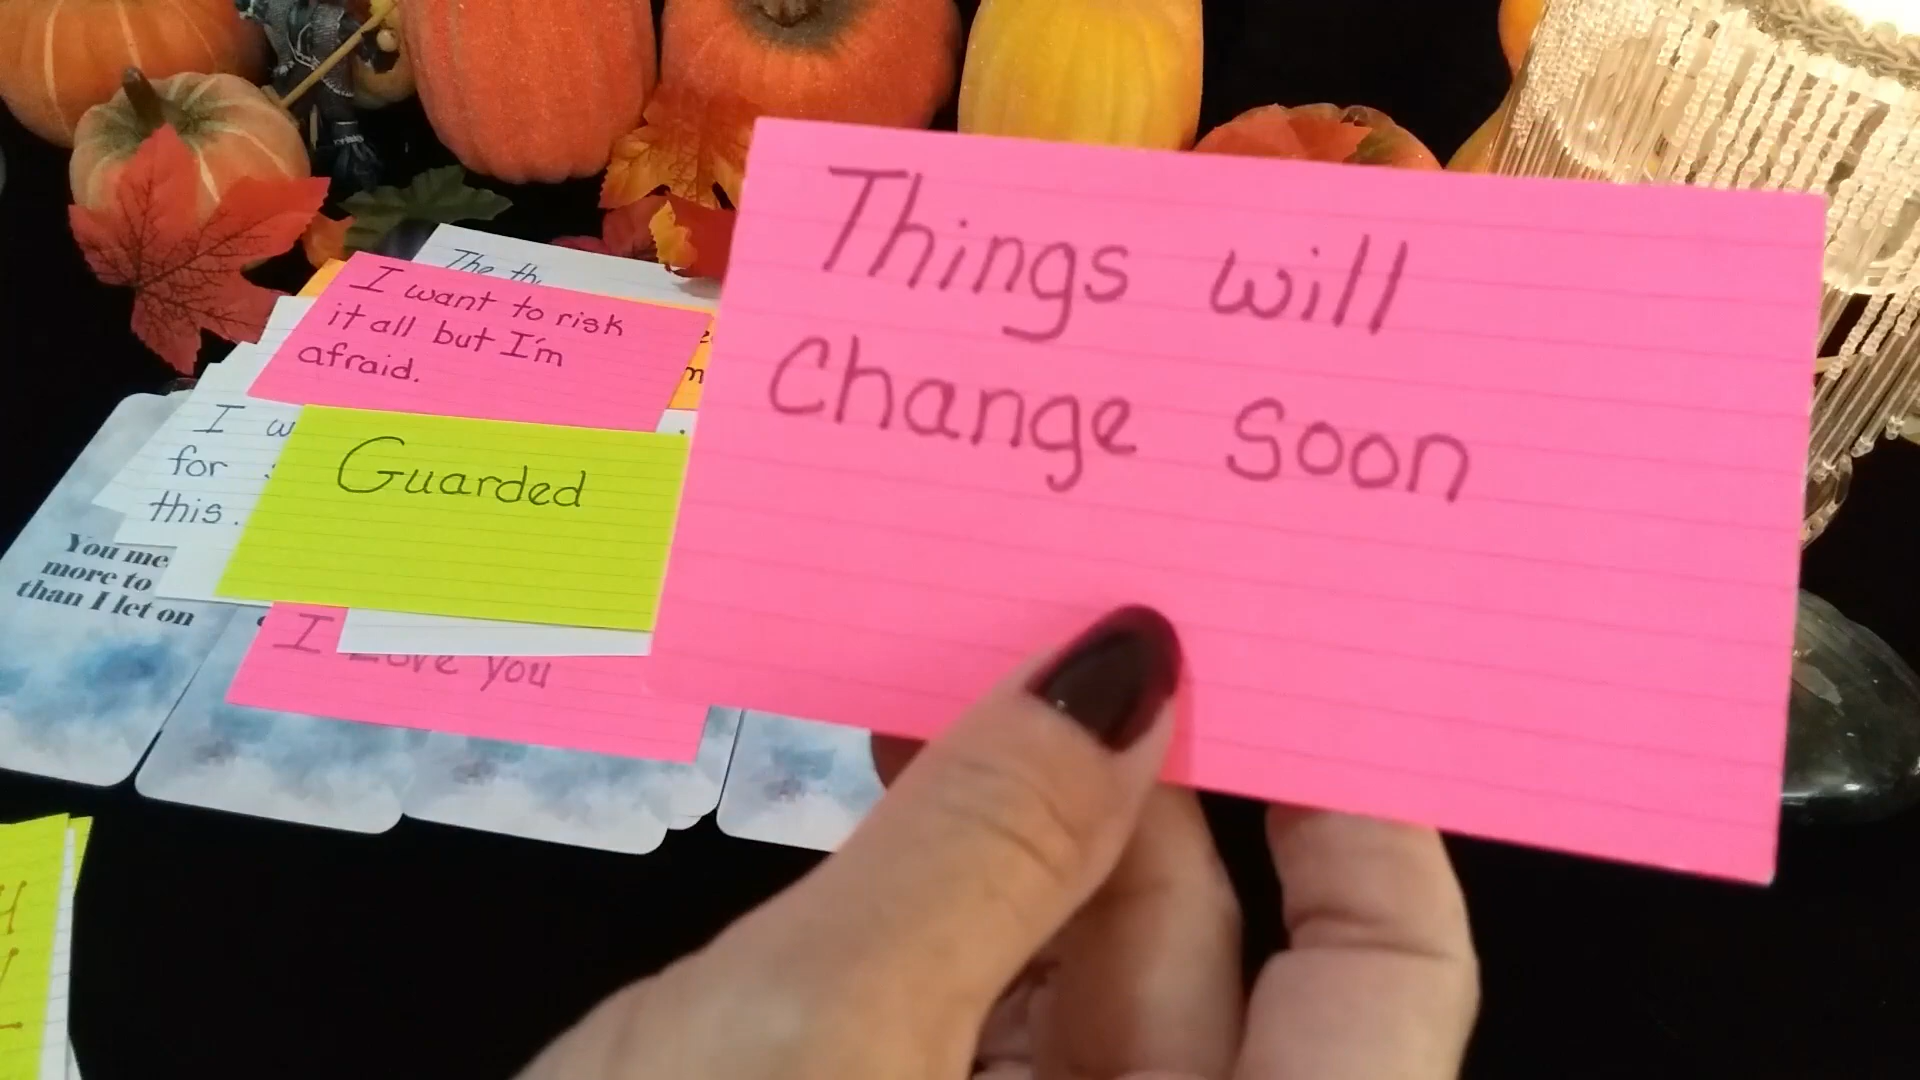 Things will
Change Soon
The
I want to risk
it all but I'm
afraid.
I
for
this.
Guarded
You me
more to
than I let on
I Love you